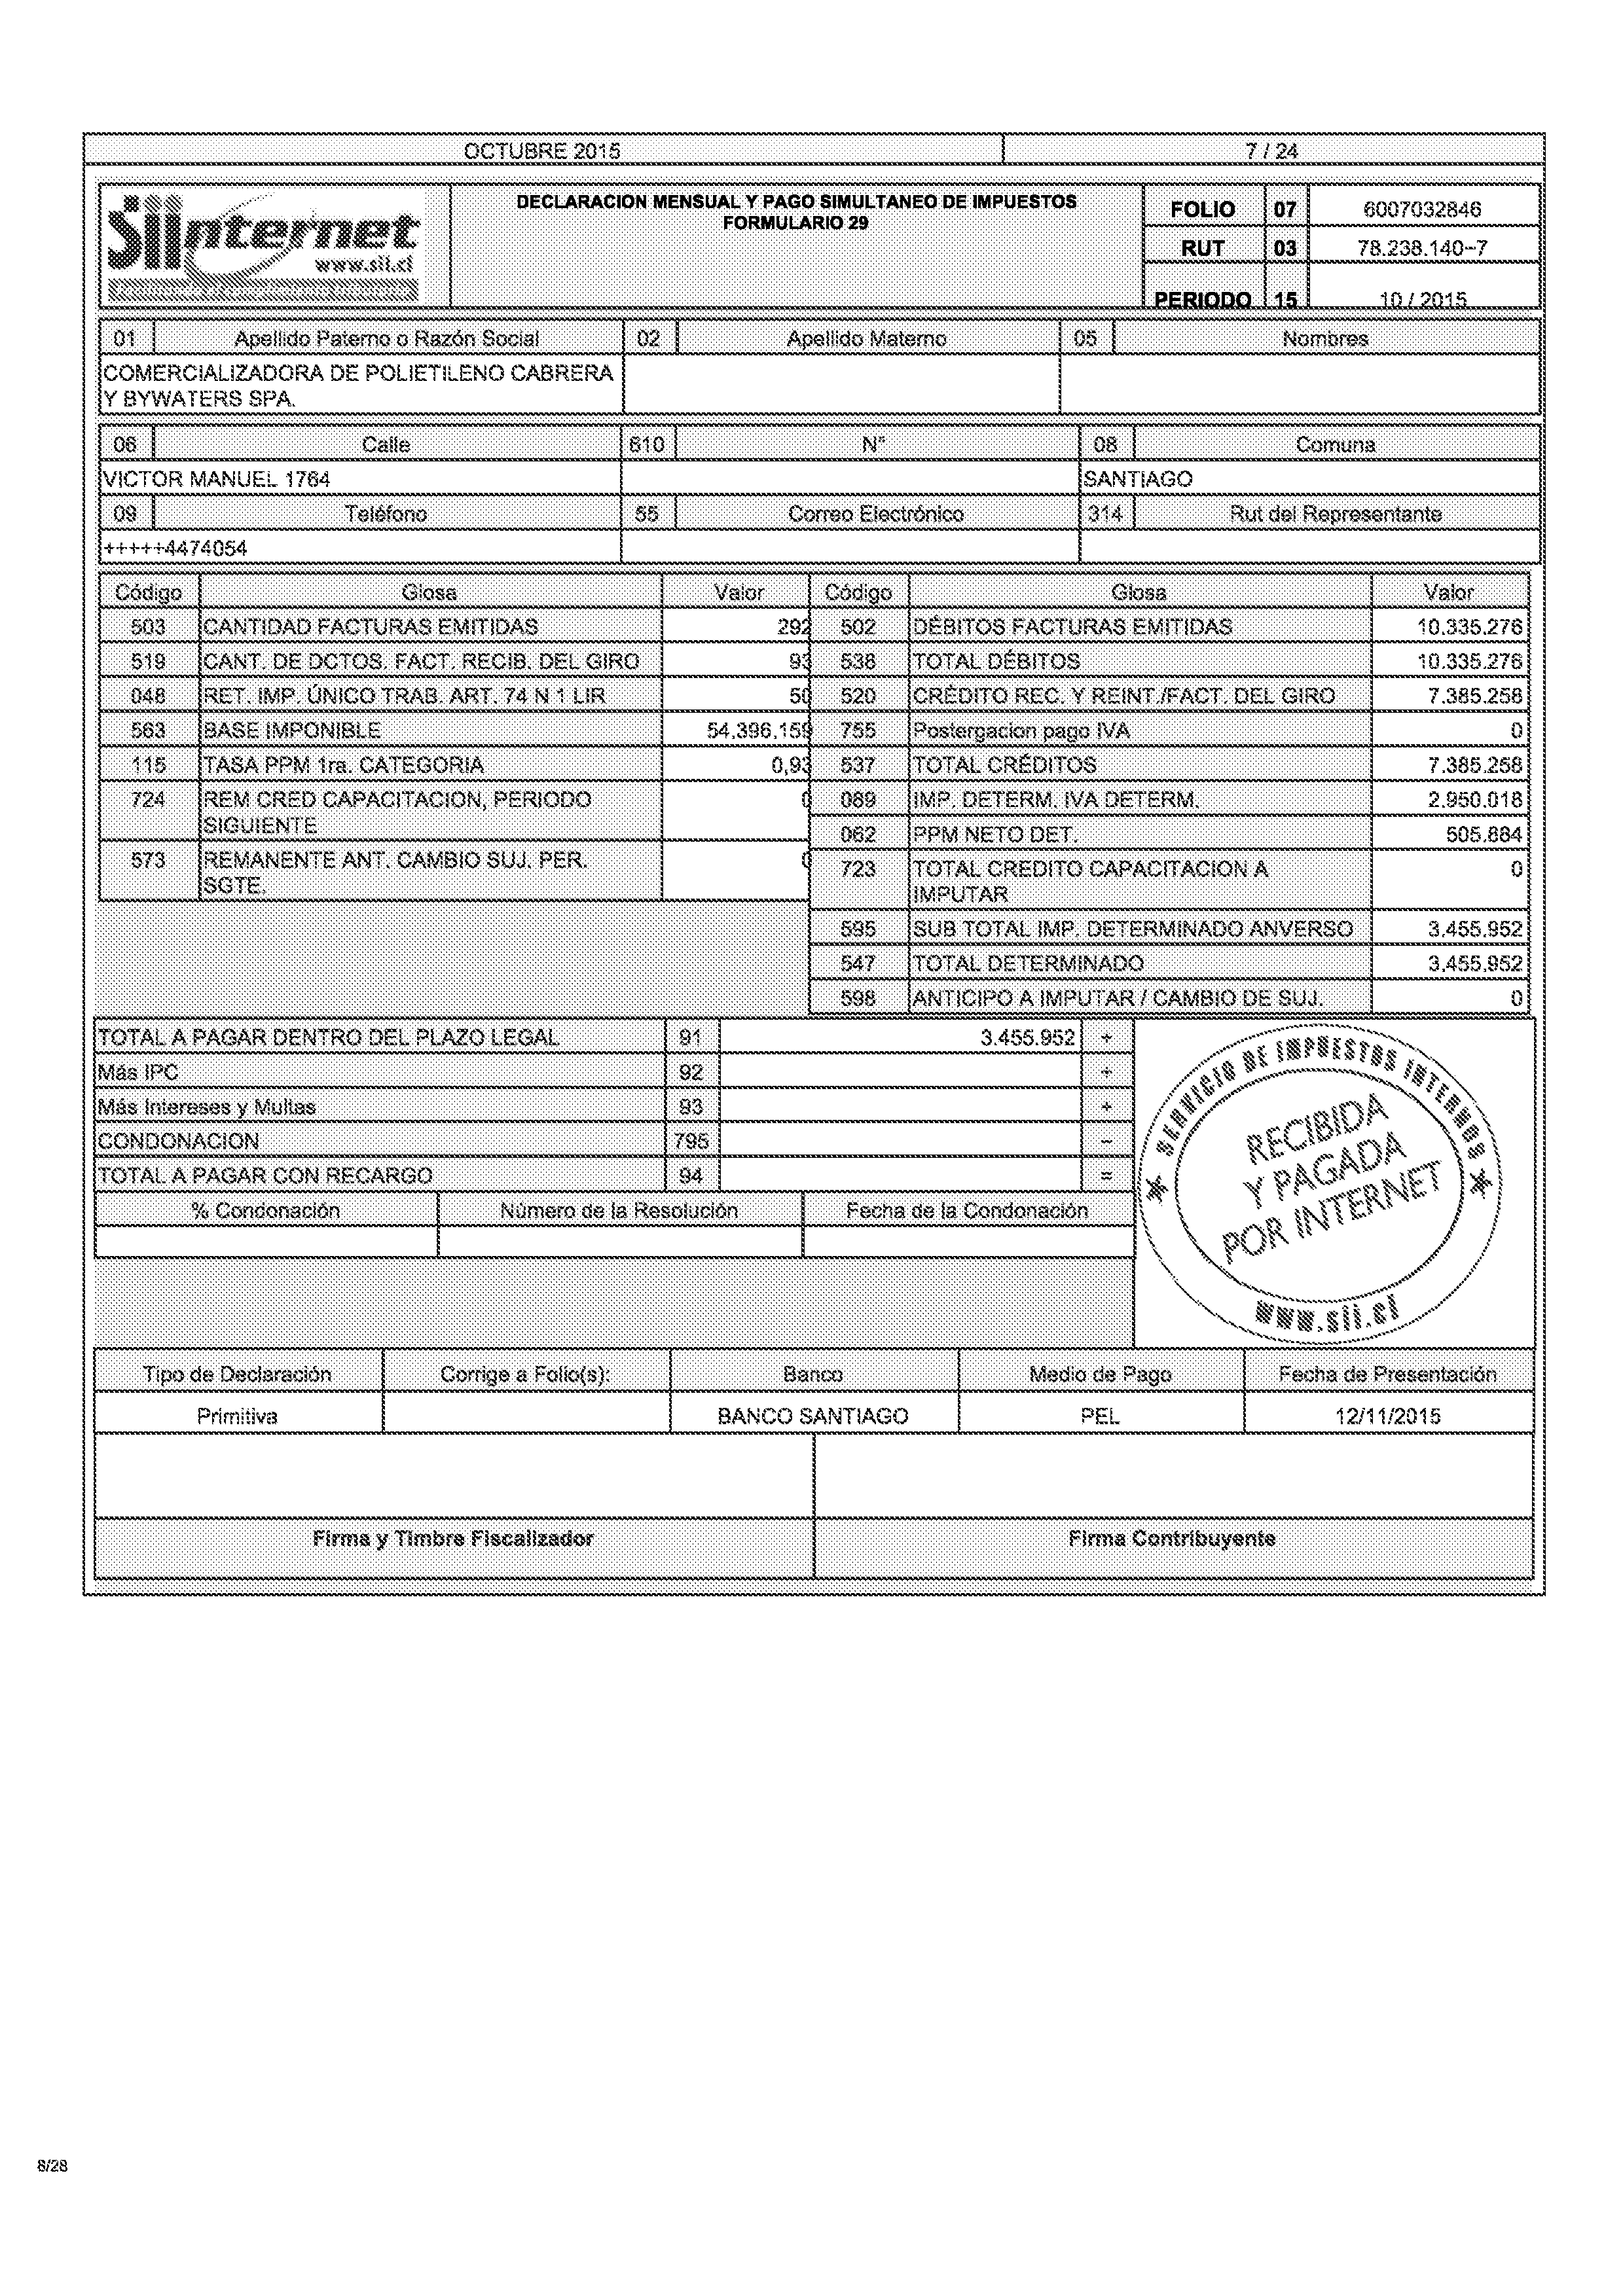 OCTUBRE 2015 7 / 24
SIInternet
www.sii.cl
DECLARACION MENSUAL Y PAGO SIMULTANEO DE IMPUESTOS
FORMULARIO 29
FOLIO 07 6007032846
RUT 03 78.238.140-7
PERIODO 15 10 / 2015
01 Apellido Paterno o Razón Social 02 Apellido Materno 05 Nombres
COMERCIALIZADORA DE POLIETILENO CABRERA
Y BYWATERS SPA.
06 Calle 610 N° 08 Comuna
VICTOR MANUEL 1764 SANTIAGO
09 Teléfono 55 Correo Electrónico 314 Rut del Representante
+++++4474054
Código Glosa Valor Código Glosa Valor
503 CANTIDAD FACTURAS EMITIDAS 292 502 DÉBITOS FACTURAS EMITIDAS 10.335.276
519 CANT. DE DCTOS. FACT. RECIB. DEL GIRO 93 538 TOTAL DÉBITOS 10.335.276
048 RET. IMP. ÚNICO TRAB. ART. 74 N 1 LIR 50 520 CRÉDITO REC. Y REINT./FACT. DEL GIRO 7.385.258
563 BASE IMPONIBLE 54.396.159 755 Postergacion pago IVA 0
115 TASA PPM 1ra. CATEGORIA 0,93 537 TOTAL CRÉDITOS 7.385.258
724 REM CRED CAPACITACION, PERIODO 0 089 IMP. DETERM. IVA DETERM. 2.950.018
SIGUIENTE
062 PPM NETO DET. 505.884
573 REMANENTE ANT. CAMBIO SUJ. PER. 0 723 TOTAL CREDITO CAPACITACION A 0
SGTE. IMPUTAR
595 SUB TOTAL IMP. DETERMINADO ANVERSO 3.455.952
547 TOTAL DETERMINADO 3.455.952
598 ANTICIPO A IMPUTAR / CAMBIO DE SUJ. 0
TOTAL A PAGAR DENTRO DEL PLAZO LEGAL 91 3.455.952 +
Más IPC 92 +
Más Intereses y Multas 93 +
CONDONACION 795 -
TOTAL A PAGAR CON RECARGO 94 =
% Condonación Número de la Resolución Fecha de la Condonación
SERVICIO DE IMPUESTOS INTERNOS
RECIBIDA
Y PAGADA
POR INTERNET
www.sii.cl
Tipo de Declaración Corrige a Folio(s): Banco Medio de Pago Fecha de Presentación
Primitiva BANCO SANTIAGO PEL 12/11/2015
Firma y Timbre Fiscalizador Firma Contribuyente
8/28